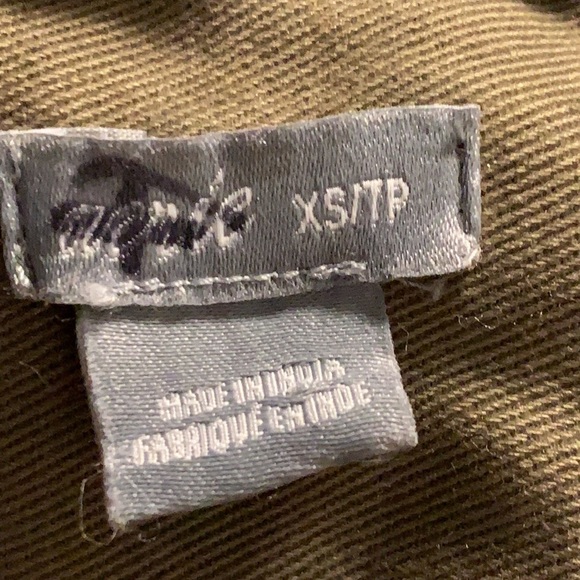 XS/TP
MADE IN INDIA
FABRIQUÉ EN INDE